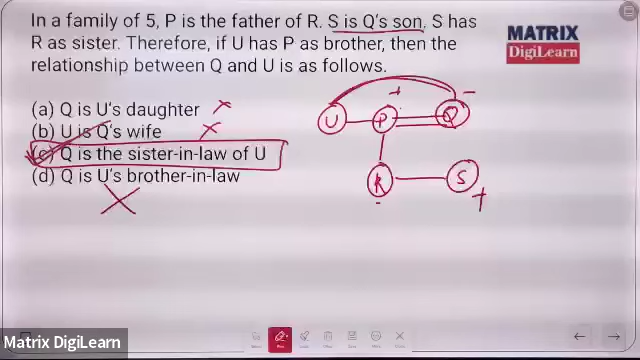 In a family of 5, P is the father of R. S is Q's son. S has
R as sister. Therefore, if U has P as brother, then the
relationship between Q and U is as follows.
MATRIX
DigiLearn
(a) Q is U's daughter
(b) U is Q's wife
(c) Q is the sister-in-law of U
(d) Q is U's brother-in-law
+ -
U P Q
R S
- +
Matrix DigiLearn